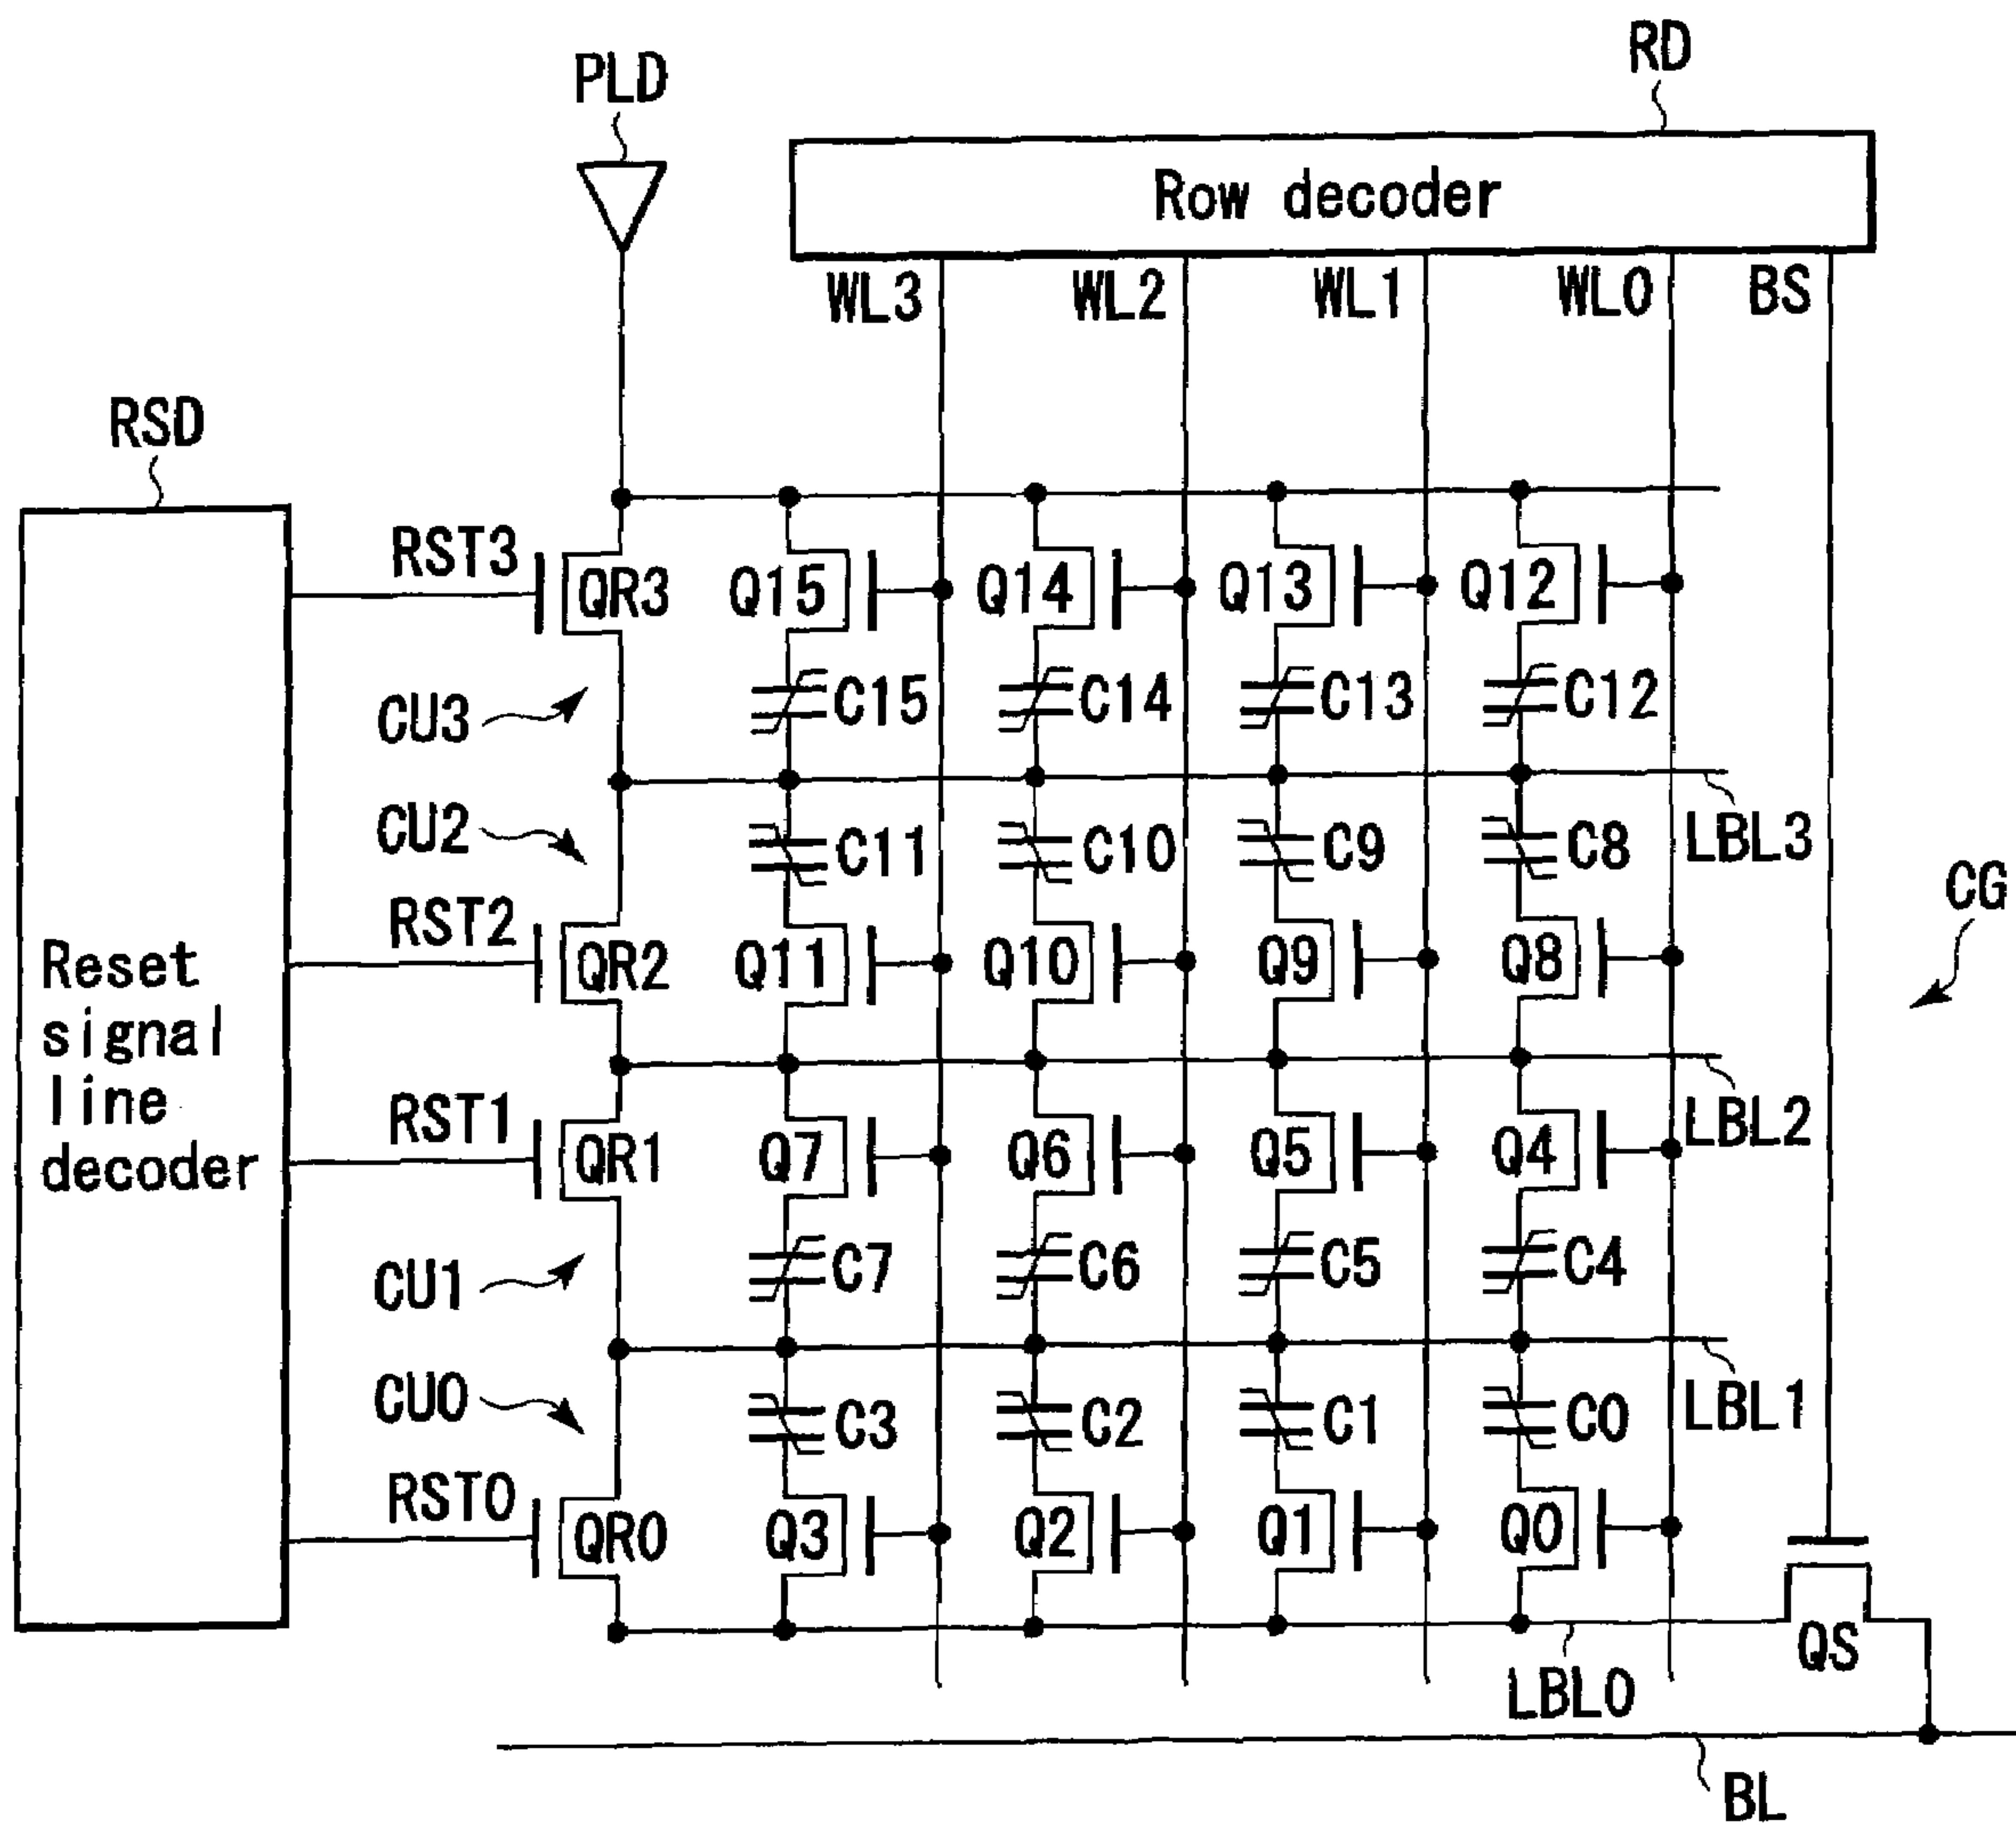 RD
PLD
Row decoder
WL3 WL2 WL1 WL0 BS
RSD
RST3 QR3 Q15 Q14 Q13 Q12
CU3 C15 C14 C13 C12
CU2 C11 C10 C9 C8 LBL3
CG
RST2 QR2 Q11 Q10 Q9 Q8
Reset
signal
line
decoder
RST1 QR1 Q7 Q6 Q5 Q4 LBL2
CU1 C7 C6 C5 C4
CU0 C3 C2 C1 C0 LBL1
RST0 QR0 Q3 Q2 Q1 Q0
QS
LBL0
BL